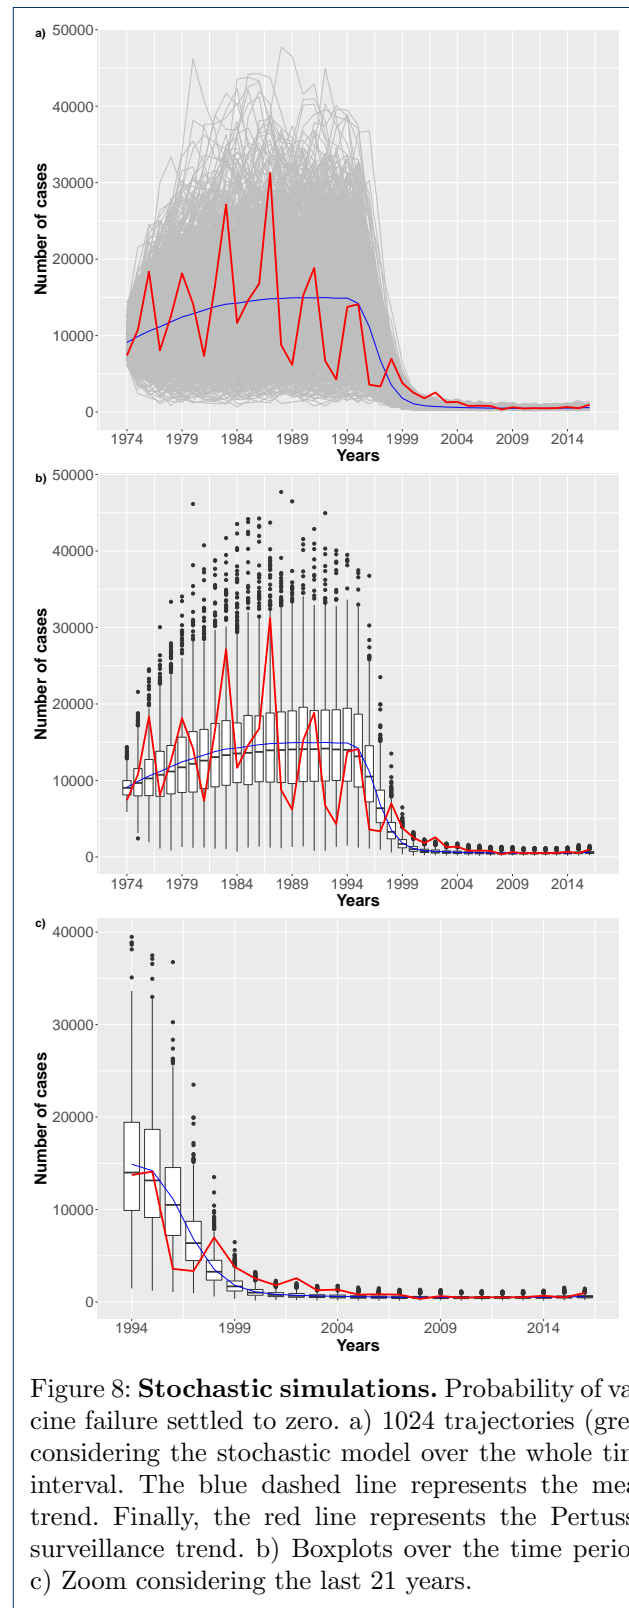 a)
50000
40000
30000
20000
10000
0
Number of cases
1974 1979 1984 1989 1994 1999 2004 2009 2014
Years
b)
50000
40000
30000
20000
10000
0
Number of cases
1974 1979 1984 1989 1994 1999 2004 2009 2014
Years
c)
40000
30000
20000
10000
0
Number of cases
1994 1999 2004 2009 2014
Years
Figure 8: Stochastic simulations. Probability of va
cine failure settled to zero. a) 1024 trajectories (gre
considering the stochastic model over the whole tim
interval. The blue dashed line represents the mea
trend. Finally, the red line represents the Pertuss
surveillance trend. b) Boxplots over the time perio
c) Zoom considering the last 21 years.